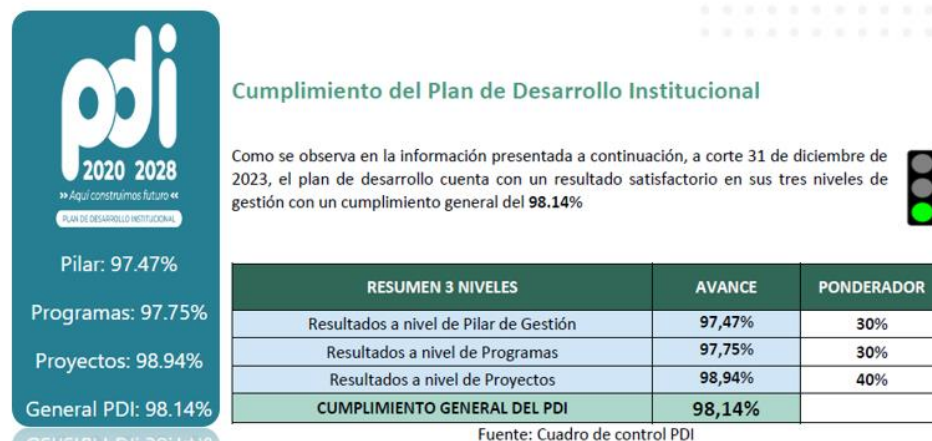 pdi
2020 2028
>> Aquí construimos futuro <<
PLAN DE DESARROLLO INSTITUCIONAL
Pilar: 97.47%
Programas: 97.75%
Proyectos: 98.94%
General PDI: 98.14%
Cumplimiento del Plan de Desarrollo Institucional
Como se observa en la información presentada a continuación, a corte 31 de diciembre de
2023, el plan de desarrollo cuenta con un resultado satisfactorio en sus tres niveles de
gestión con un cumplimiento general del 98.14%
RESUMEN 3 NIVELES AVANCE PONDERADOR
Resultados a nivel de Pilar de Gestión 97,47% 30%
Resultados a nivel de Programas 97,75% 30%
Resultados a nivel de Proyectos 98,94% 40%
CUMPLIMIENTO GENERAL DEL PDI 98,14%
Fuente: Cuadro de control PDI